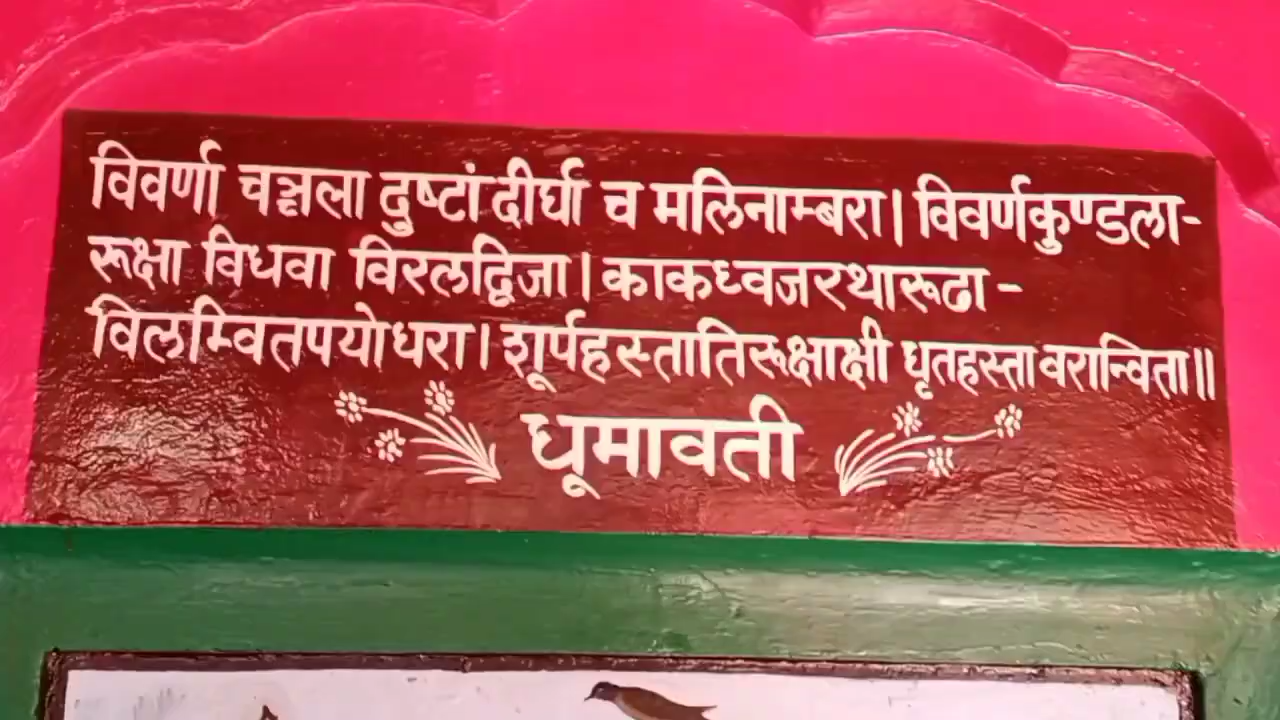 विवर्णा चञ्चला दुष्टां दीर्घा च मलिनाम्बरा। विवर्णकुण्डला-
रूक्षा विधवा विरलद्विजा। काकध्वजरथारूढा -
विलम्वितपयोधरा। शूर्पहस्तातिरूक्षाक्षी धृतहस्ता वरान्विता॥
धूमावती